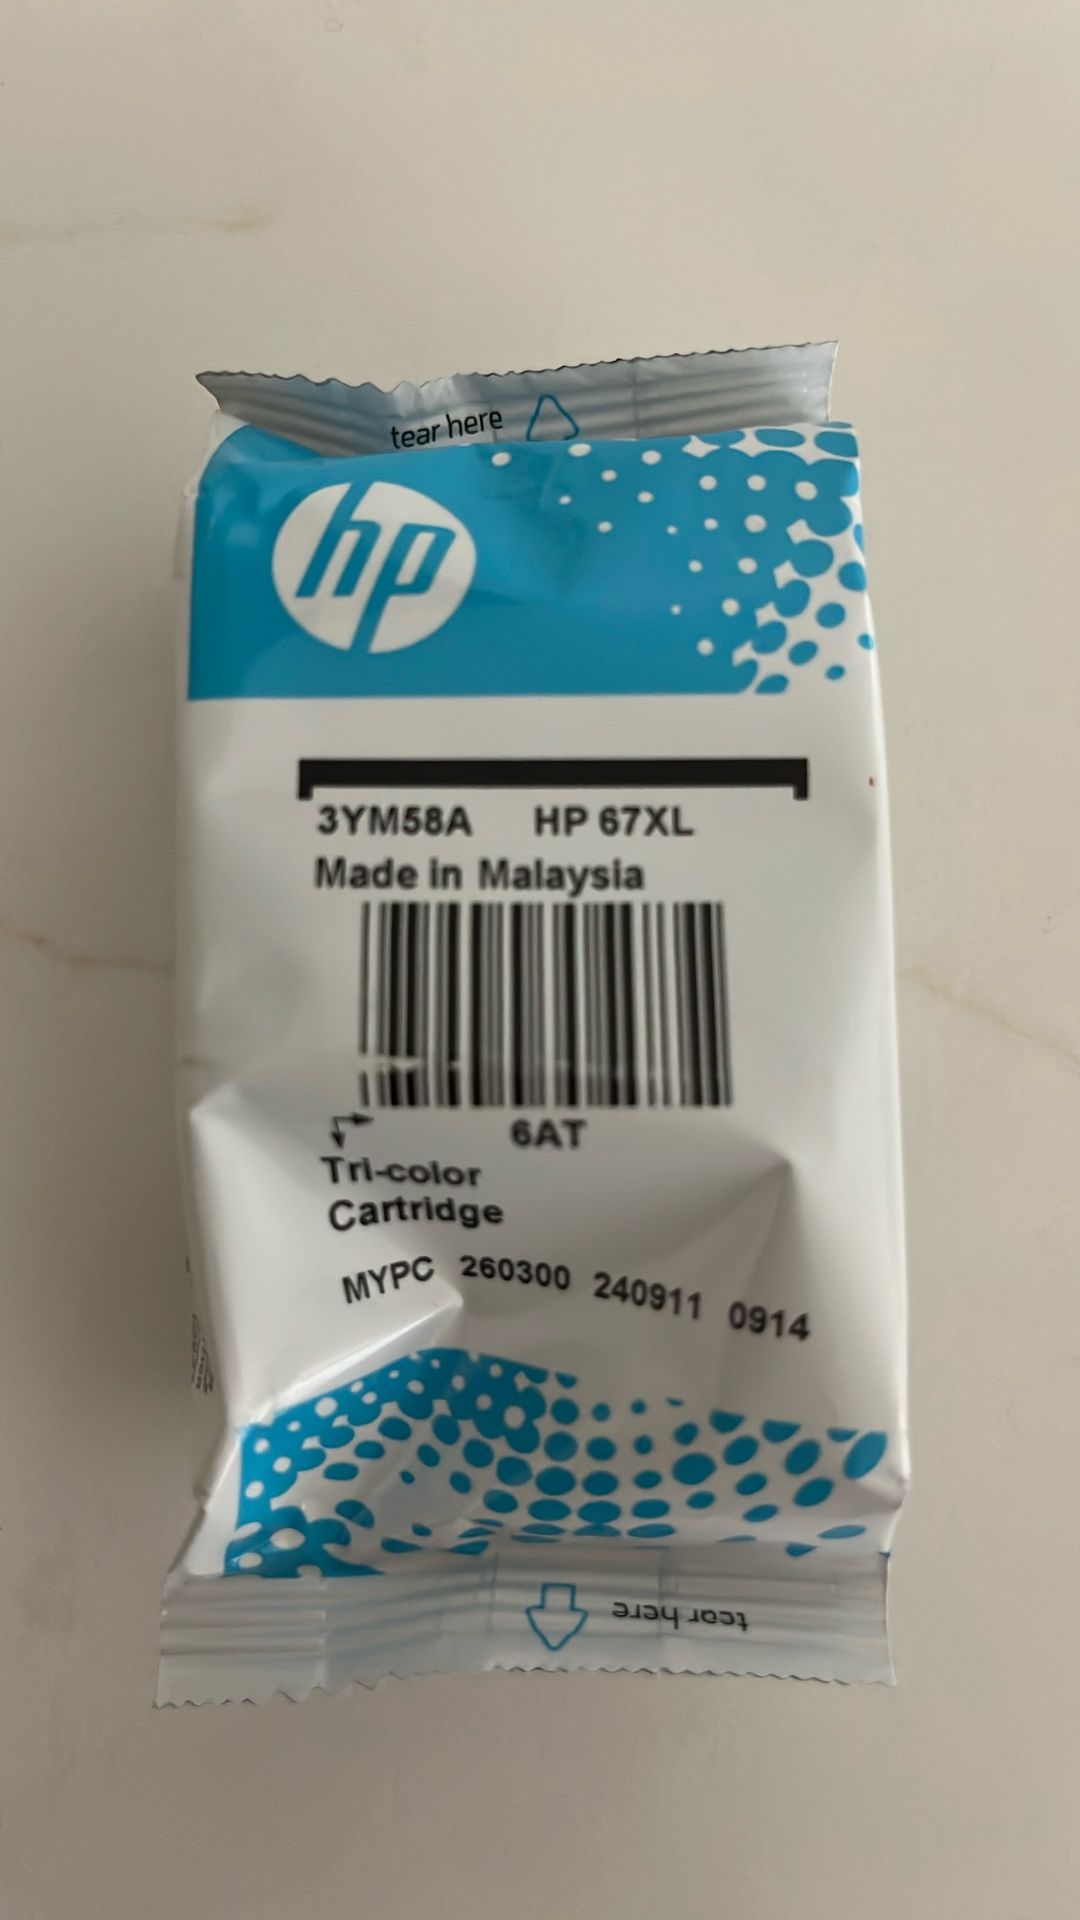 tear here
hp
3YM58A HP 67XL
Made in Malaysia
6AT
Tri-color
Cartridge
MYPC 260300 240911 0914
tear here